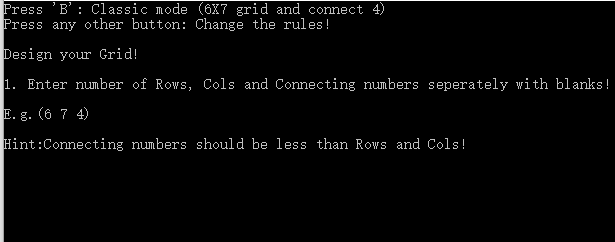 Press 'B': Classic mode (6X7 grid and connect 4)
Press any other button: Change the rules!
Design your Grid!
1. Enter number of Rows, Cols and Connecting numbers seperately with blanks!
E.g.(6 7 4)
Hint:Connecting numbers should be less than Rows and Cols!